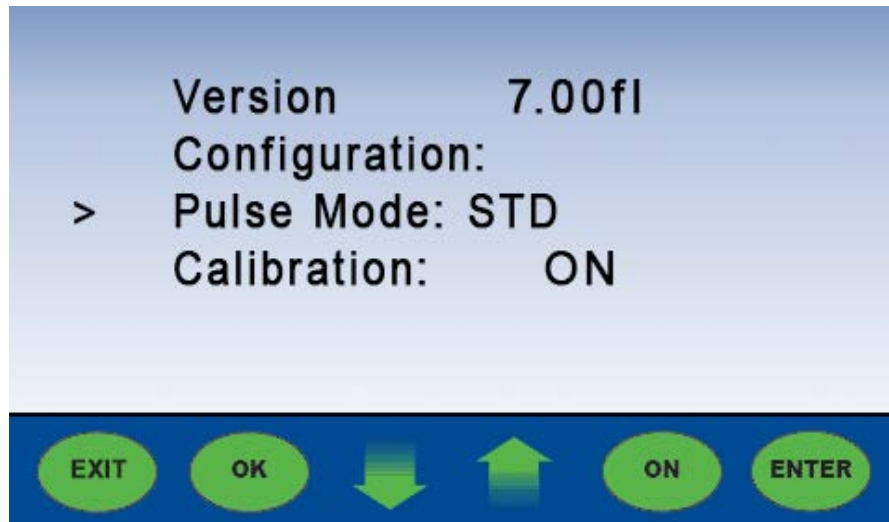 Version 7.00fl
Configuration:
> Pulse Mode: STD
Calibration: ON
EXIT OK ON ENTER